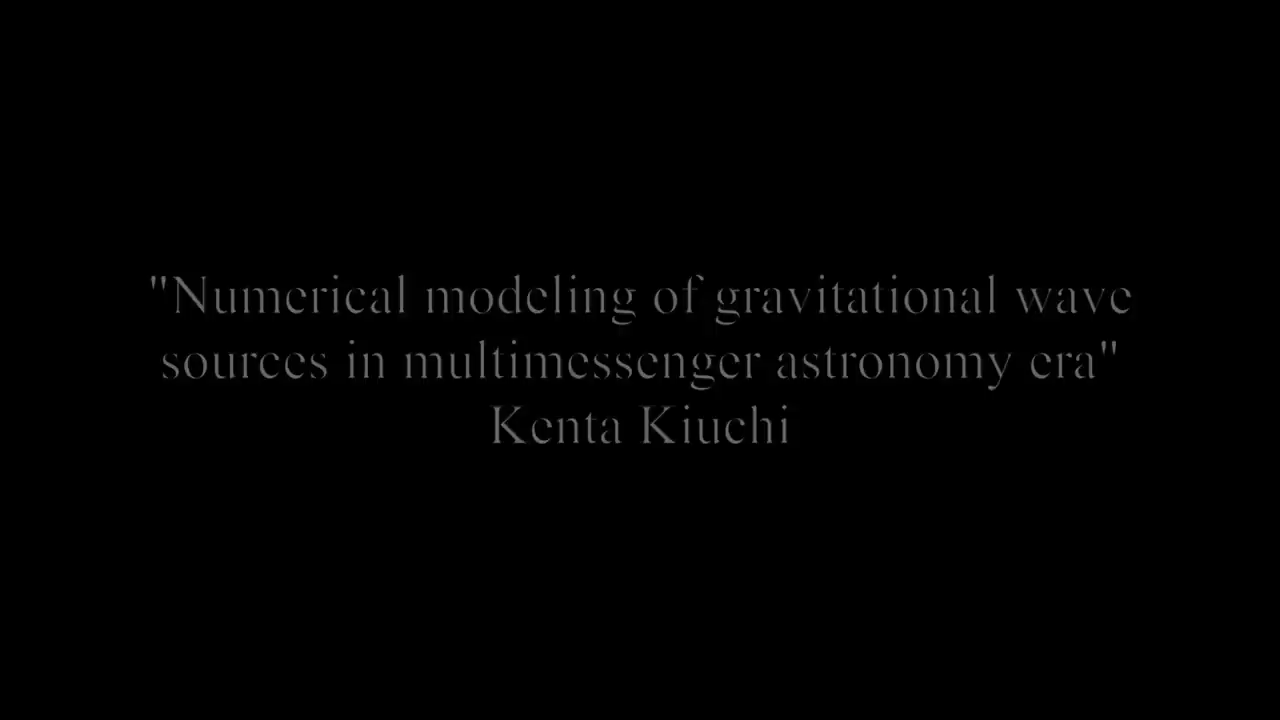 "Numerical modeling of gravitational wave
sources in multimessenger astronomy era"
Kenta Kiuchi